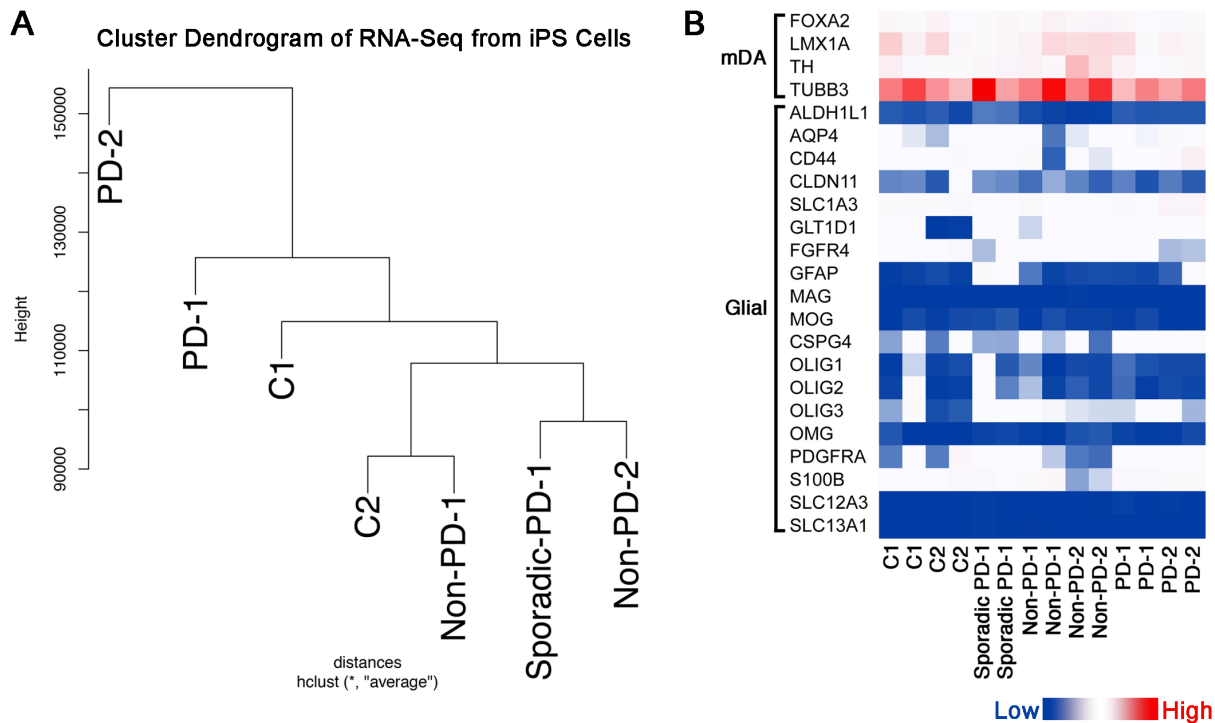 A
Cluster Dendrogram of RNA-Seq from iPS Cells
Height
150000
130000
110000
90000
PD-2
PD-1
C1
C2
Non-PD-1
Sporadic-PD-1
Non-PD-2
distances
hclust (*, "average")
B
mDA
FOXA2
LMX1A
TH
TUBB3
Glial
ALDH1L1
AQP4
CD44
CLDN11
SLC1A3
GLT1D1
FGFR4
GFAP
MAG
MOG
CSPG4
OLIG1
OLIG2
OLIG3
OMG
PDGFRA
S100B
SLC12A3
SLC13A1
C1
C1
C2
C2
Sporadic PD-1
Sporadic PD-1
Non-PD-1
Non-PD-1
Non-PD-2
Non-PD-2
PD-1
PD-1
PD-2
PD-2
Low
High